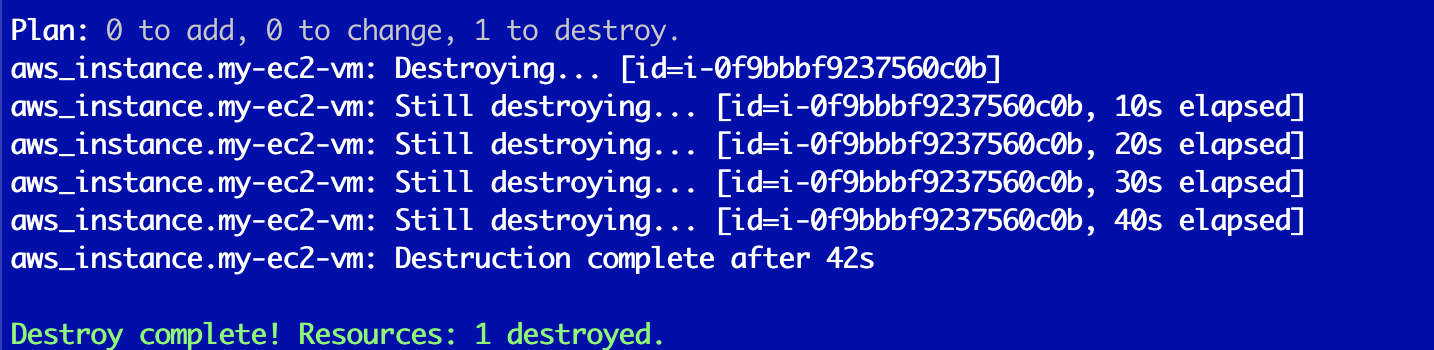 Plan: 0 to add, 0 to change, 1 to destroy.
aws_instance.my-ec2-vm: Destroying... [id=i-0f9bbbf9237560c0b]
aws_instance.my-ec2-vm: Still destroying... [id=i-0f9bbbf9237560c0b, 10s elapsed]
aws_instance.my-ec2-vm: Still destroying... [id=i-0f9bbbf9237560c0b, 20s elapsed]
aws_instance.my-ec2-vm: Still destroying... [id=i-0f9bbbf9237560c0b, 30s elapsed]
aws_instance.my-ec2-vm: Still destroying... [id=i-0f9bbbf9237560c0b, 40s elapsed]
aws_instance.my-ec2-vm: Destruction complete after 42s
Destroy complete! Resources: 1 destroyed.